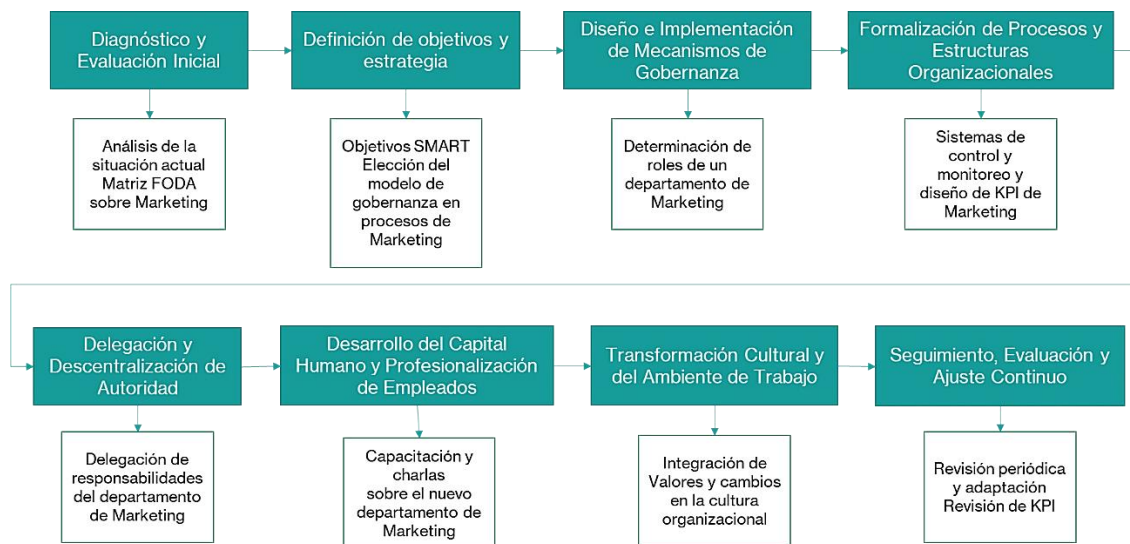 Diagnóstico y
Evaluación Inicial
Definición de objetivos y
estrategia
Diseño e Implementación
de Mecanismos de
Gobernanza
Formalización de Procesos y
Estructuras
Organizacionales
Análisis de la
situación actual
Matriz FODA
sobre Marketing
Objetivos SMART
Elección del
modelo de
gobernanza en
procesos de
Marketing
Determinación de
roles de un
departamento de
Marketing
Sistemas de
control y
monitoreo y
diseño de KPI de
Marketing
Delegación y
Descentralización de
Autoridad
Desarrollo del Capital
Humano y Profesionalización
de Empleados
Transformación Cultural y
del Ambiente de Trabajo
Seguimiento, Evaluación y
Ajuste Continuo
Delegación de
responsabilidades
del departamento
de Marketing
Capacitación y
charlas
sobre el nuevo
departamento de
Marketing
Integración de
Valores y cambios
en la cultura
organizacional
Revisión periódica
y adaptación
Revisión de KPI